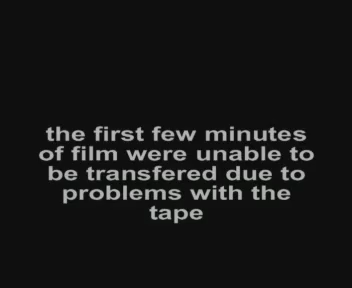 the first few minutes
of film were unable to
be transfered due to
problems with the
tape